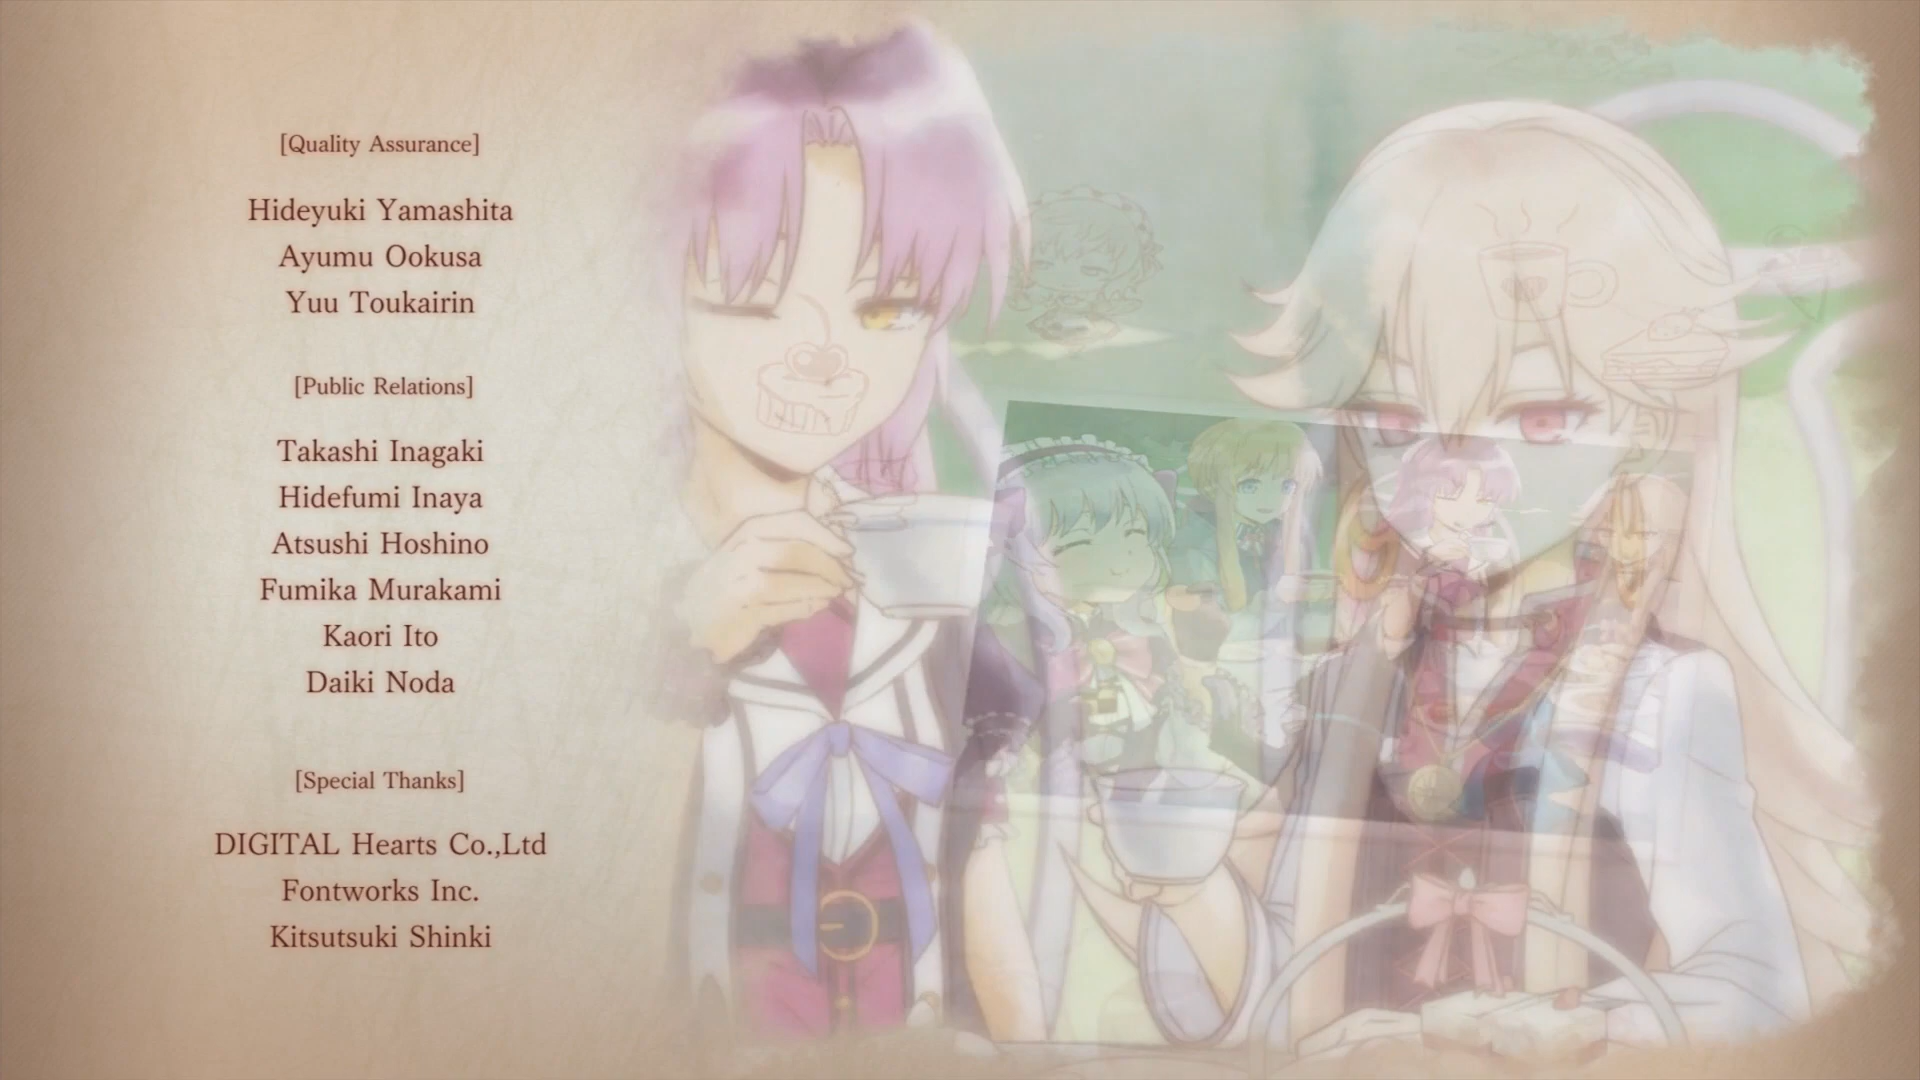 [Quality Assurance]
Hideyuki Yamashita
Ayumu Ookusa
Yuu Toukairin
[Public Relations]
Takashi Inagaki
Hidefumi Inaya
Atsushi Hoshino
Fumika Murakami
Kaori Ito
Daiki Noda
[Special Thanks]
DIGITAL Hearts Co.,Ltd
Fontworks Inc.
Kitsutsuki Shinki